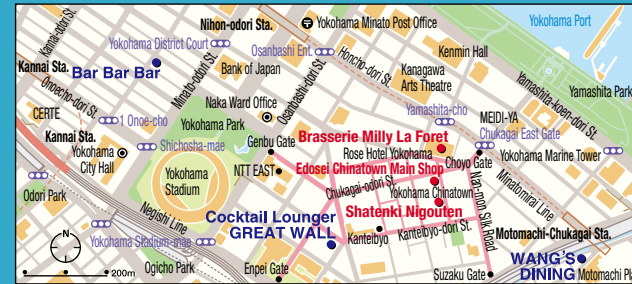 Kanna-odori St.
Nihon-odori Sta.
Yokohama Minato Post Office
Yokohama Port
Yokohama District Court
Osanbashi Ent.
Honcho-dori St.
Kenmin Hall
Kannai Sta.
Bar Bar Bar
Minato-odori St.
Bank of Japan
Osanbashi-dori St.
Kanagawa
Arts Theatre
Yamashita Park
Yamashita-koen-dori St.
Onoecho-dori St.
Naka Ward Office
CERTE
1 Onoe-cho
Yokohama Park
Yamashita-cho
MEIDI-YA
Chukagai East Gate
Kannai Sta.
Shichosha-mae
Genbu Gate
Brasserie Milly La Foret
Yokohama
City Hall
Rose Hotel Yokohama
Choyo Gate
Yokohama Marine Tower
NTT EAST
Edosei Chinatown Main Shop
Yokohama
Stadium
Chukagai-odori St.
Yokohama Chinatown
Nan-mon Silk Road
Minatomirai Line
Odori Park
Negishi Line
Cocktail Lounger
GREAT WALL
Shatenki Nigouten
Kanteibyo
Kanteibyo-dori St.
Motomachi-Chukagai Sta.
Yokohama Stadium-mae
N
WANG'S
DINING
200m
Ogicho Park
Enpei Gate
Suzaku Gate
Motomachi Pl